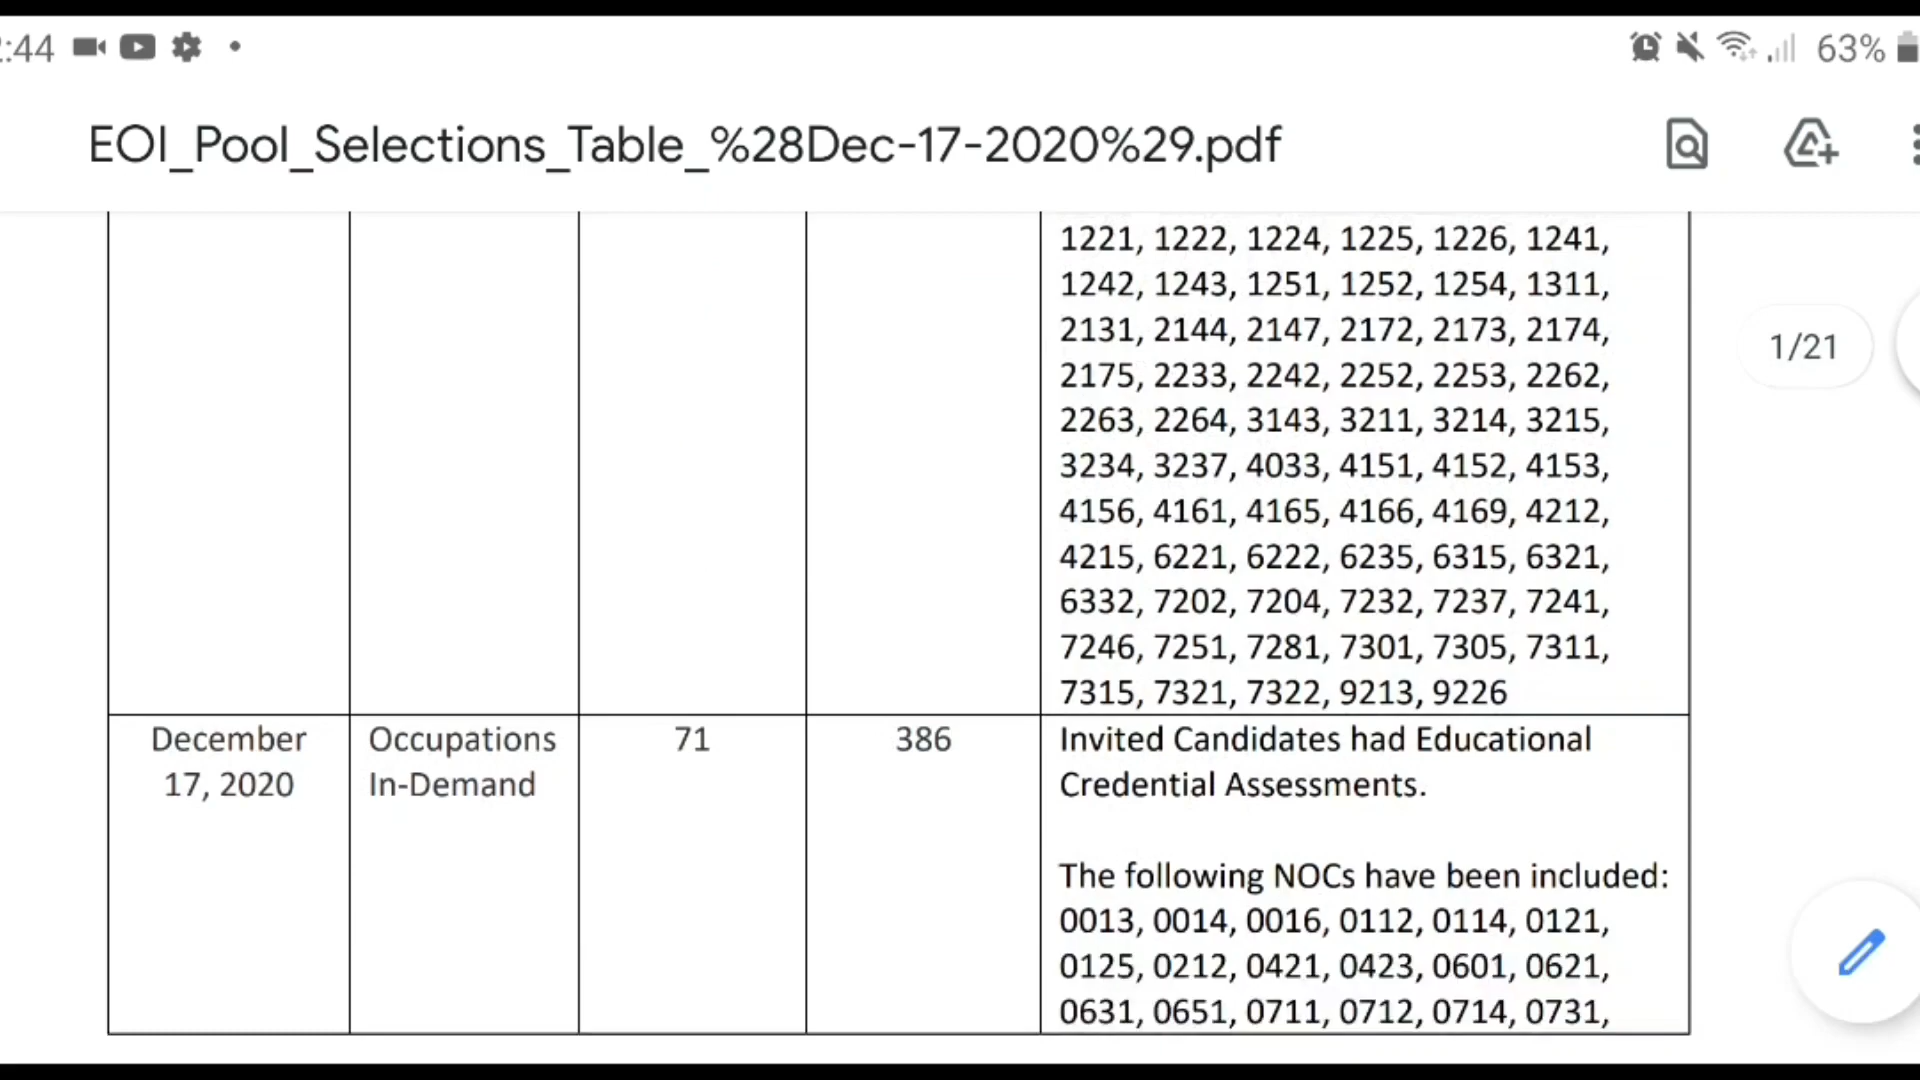 :44
63%
EOI_Pool_Selections_Table_%28Dec-17-2020%29.pdf
1221, 1222, 1224, 1225, 1226, 1241,
1242, 1243, 1251, 1252, 1254, 1311,
2131, 2144, 2147, 2172, 2173, 2174,
2175, 2233, 2242, 2252, 2253, 2262,
2263, 2264, 3143, 3211, 3214, 3215,
3234, 3237, 4033, 4151, 4152, 4153,
4156, 4161, 4165, 4166, 4169, 4212,
4215, 6221, 6222, 6235, 6315, 6321,
6332, 7202, 7204, 7232, 7237, 7241,
7246, 7251, 7281, 7301, 7305, 7311,
7315, 7321, 7322, 9213, 9226
1/21
December
17, 2020
Occupations
In-Demand
71
386
Invited Candidates had Educational
Credential Assessments.
The following NOCs have been included:
0013, 0014, 0016, 0112, 0114, 0121,
0125, 0212, 0421, 0423, 0601, 0621,
0631, 0651, 0711, 0712, 0714, 0731,